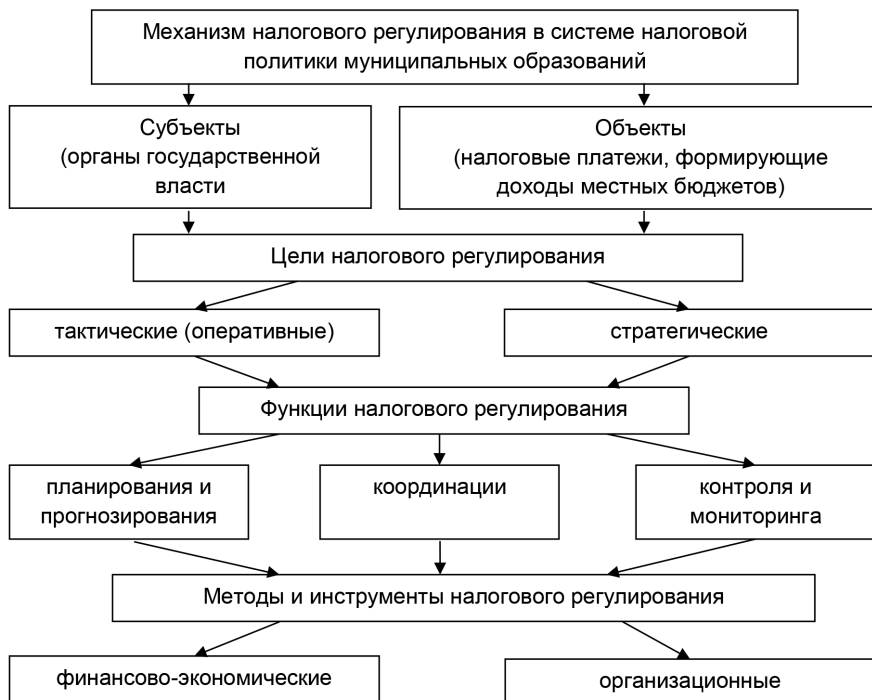 Механизм налогового регулирования в системе налоговой
политики муниципальных образований
Субъекты
(органы государственной
власти
Объекты
(налоговые платежи, формирующие
доходы местных бюджетов)
Цели налогового регулирования
тактические (оперативные)
стратегические
Функции налогового регулирования
планирования и
прогнозирования
координации
контроля и
мониторинга
Методы и инструменты налогового регулирования
финансово-экономические
организационные